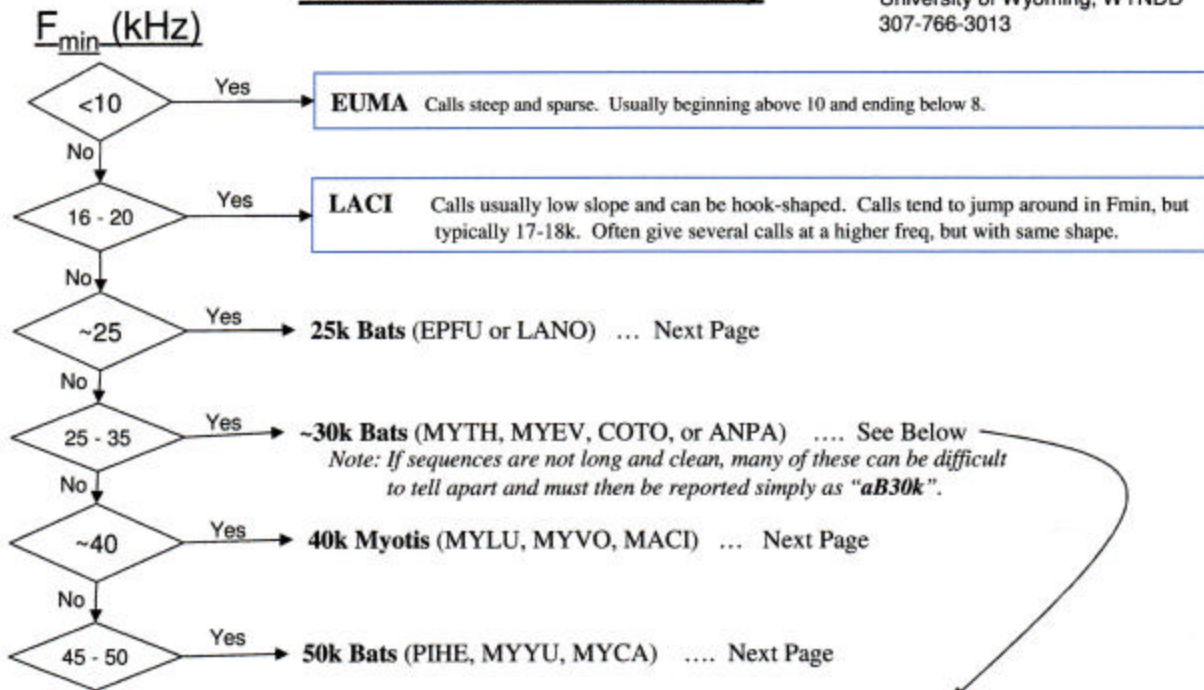 University of Wyoming, WYNDD
307-766-3013
Fmin (kHz)
<10
Yes
EUMA Calls steep and sparse. Usually beginning above 10 and ending below 8.
No
16 - 20
Yes
LACI Calls usually low slope and can be hook-shaped. Calls tend to jump around in Fmin, but
typically 17-18k. Often give several calls at a higher freq, but with same shape.
No
~25
Yes
25k Bats (EPFU or LANO) ... Next Page
No
25 - 35
Yes
~30k Bats (MYTH, MYEV, COTO, or ANPA) .... See Below
Note: If sequences are not long and clean, many of these can be difficult
to tell apart and must then be reported simply as "aB30k".
No
~40
Yes
40k Myotis (MYLU, MYVO, MACI) ... Next Page
No
45 - 50
Yes
50k Bats (PIHE, MYYU, MYCA) .... Next Page